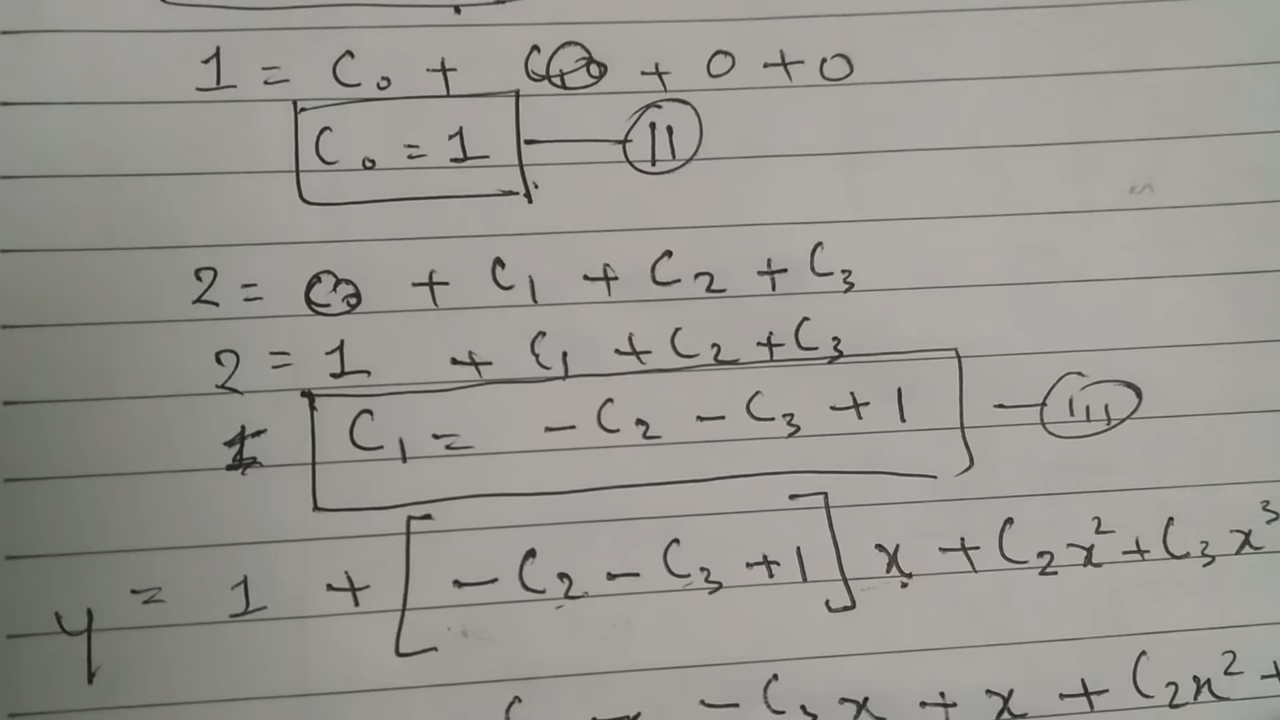 1 = C₀ + + 0 + 0
C₀ = 1 — II
2 = + C₁ + C₂ + C₃
2 = 1 + C₁ + C₂ + C₃
C₁ = - C₂ - C₃ + 1 — III
y = 1 + [ - C₂ - C₃ + 1 ] x + C₂x² + C₃x³
x + x + C₂x² +